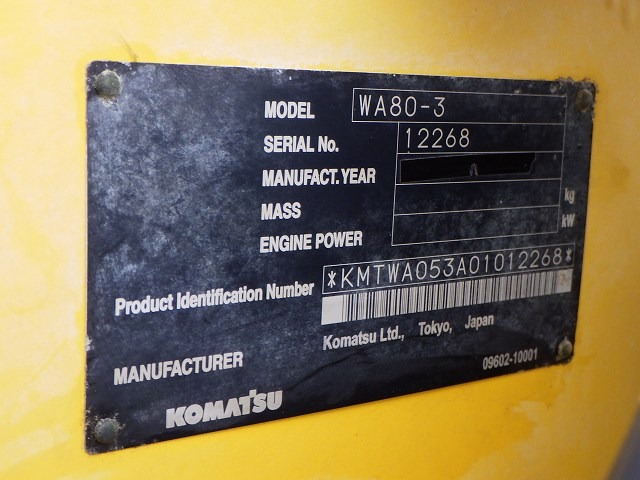 MODEL WA80-3
SERIAL No. 12268
MANUFACT.YEAR
MASS kg
ENGINE POWER kW
Product Identification Number *KMTWA053A01012268*
Komatsu Ltd., Tokyo, Japan
MANUFACTURER
09602-10001
KOMATSU